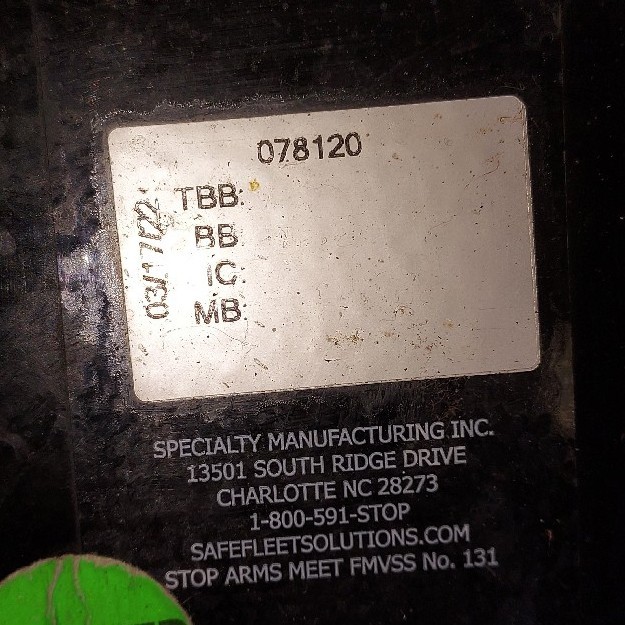 078120
TBB:
BB
IC:
MB:
SPECIALTY MANUFACTURING INC.
13501 SOUTH RIDGE DRIVE
CHARLOTTE NC 28273
1-800-591-STOP
SAFEFLEETSOLUTIONS.COM
STOP ARMS MEET FMVSS No. 131